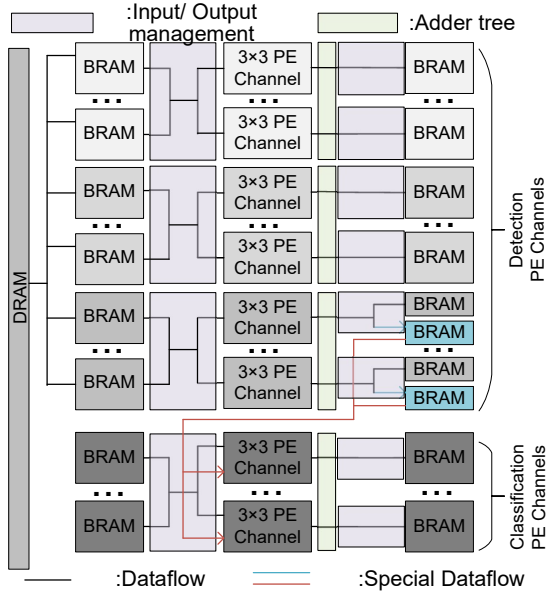 :Input/ Output
management
:Adder tree
DRAM
BRAM
3×3 PE
Channel
BRAM
...
...
...
BRAM
3×3 PE
Channel
BRAM
BRAM
3×3 PE
Channel
BRAM
...
...
...
BRAM
3×3 PE
Channel
BRAM
BRAM
3×3 PE
Channel
BRAM
BRAM
...
...
...
BRAM
3×3 PE
Channel
BRAM
BRAM
Detection
PE Channels
BRAM
3×3 PE
Channel
BRAM
...
...
...
BRAM
3×3 PE
Channel
BRAM
Classification
PE Channels
:Dataflow
:Special Dataflow